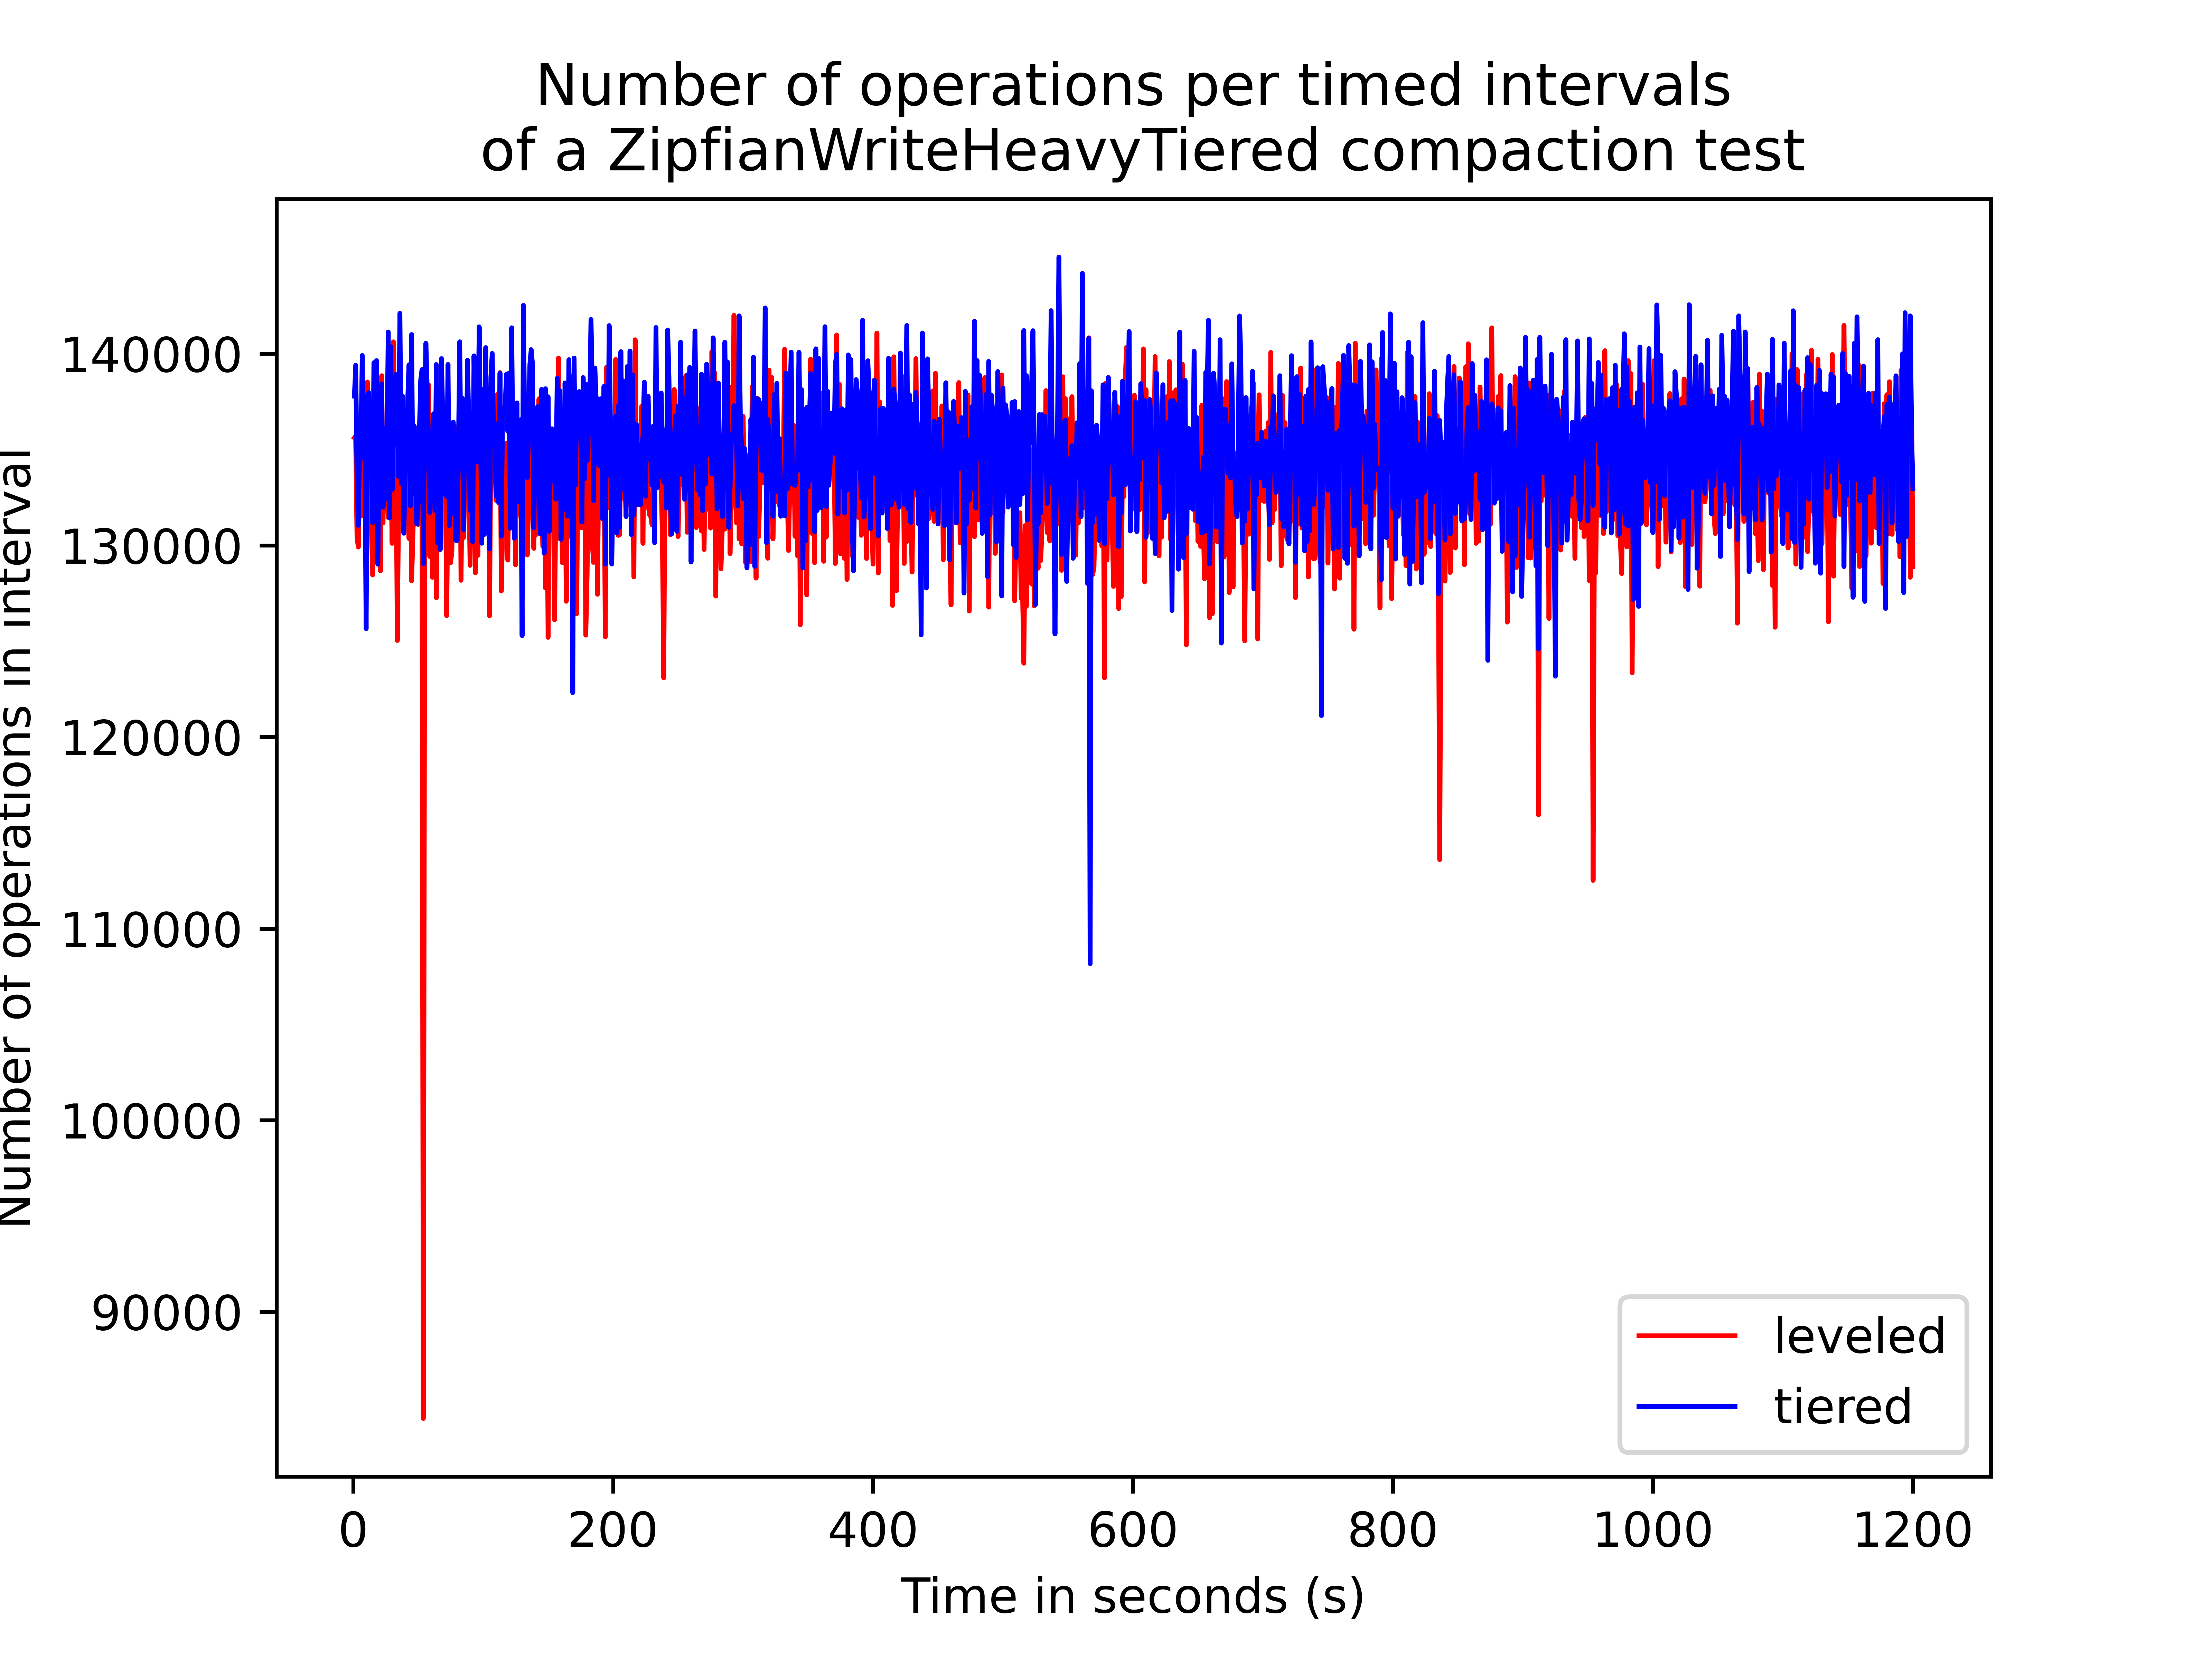 Number of operations per timed intervals
of a ZipfianWriteHeavyTiered compaction test
Number of operations in interval
140000
130000
120000
110000
100000
90000
leveled
tiered
0 200 400 600 800 1000 1200
Time in seconds (s)